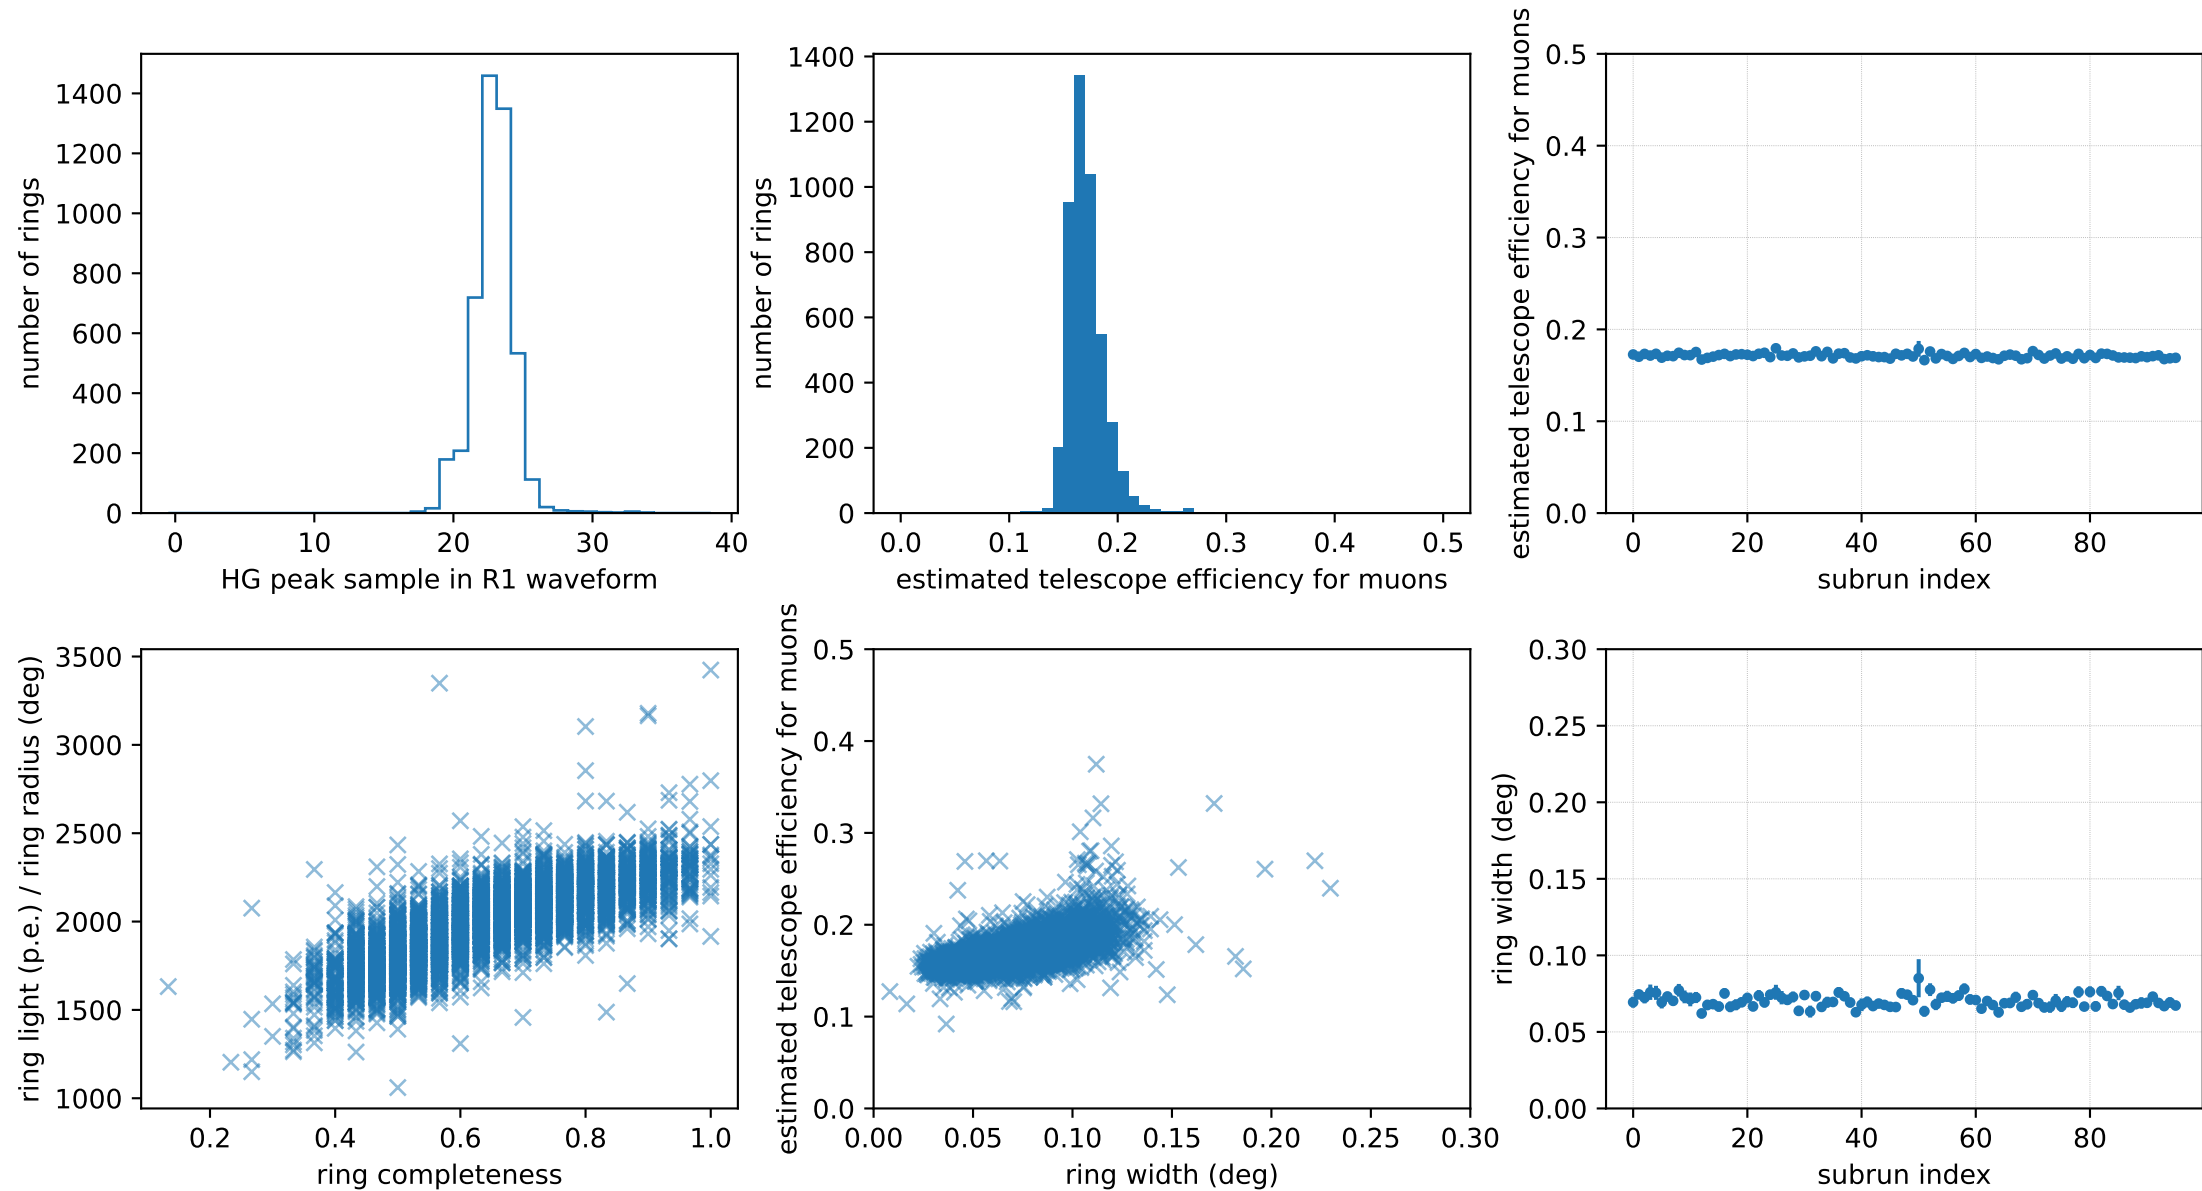 number of rings
1400
1200
1000
800
600
400
200
0
0 10 20 30 40
HG peak sample in R1 waveform
number of rings
1400
1200
1000
800
600
400
200
0
0.0 0.1 0.2 0.3 0.4 0.5
estimated telescope efficiency for muons
estimated telescope efficiency for muons
0.5
0.4
0.3
0.2
0.1
0.0
0 20 40 60 80
subrun index
ring light (p.e.) / ring radius (deg)
3500
3000
2500
2000
1500
1000
0.2 0.4 0.6 0.8 1.0
ring completeness
estimated telescope efficiency for muons
0.5
0.4
0.3
0.2
0.1
0.0
0.00 0.05 0.10 0.15 0.20 0.25 0.30
ring width (deg)
ring width (deg)
0.30
0.25
0.20
0.15
0.10
0.05
0.00
0 20 40 60 80
subrun index